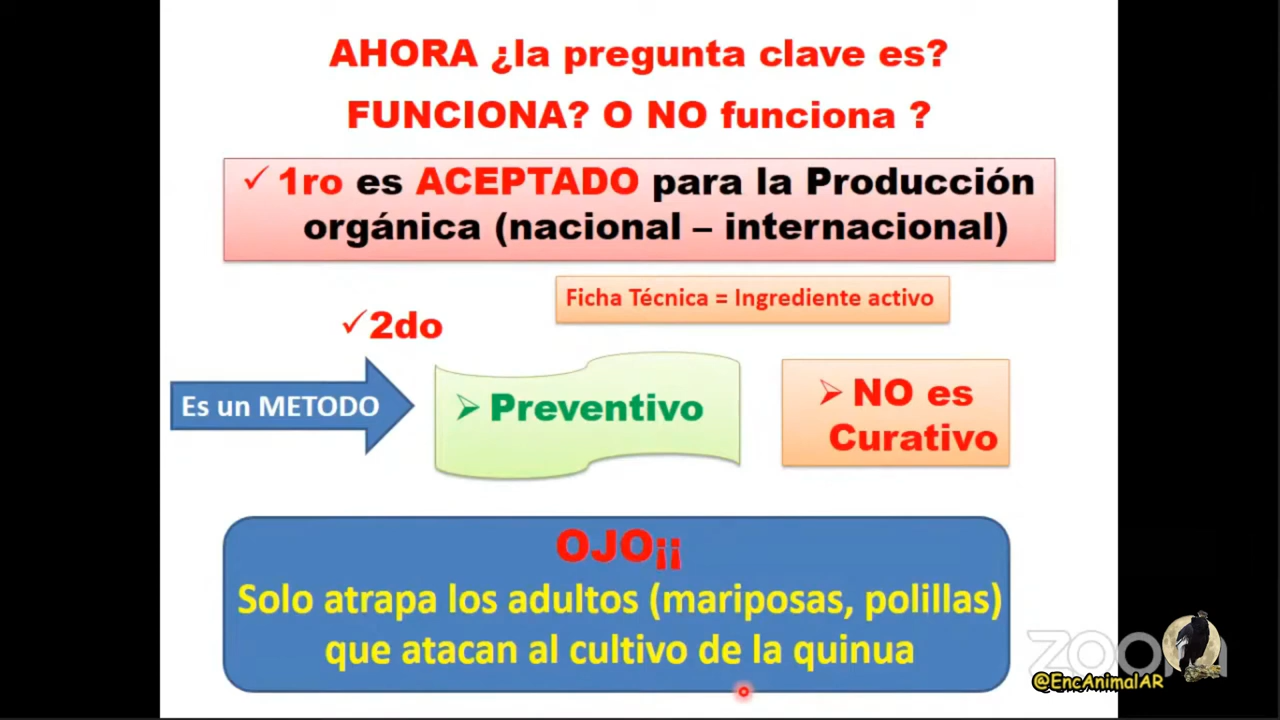 AHORA ¿la pregunta clave es?
FUNCIONA? O NO funciona ?
✓ 1ro es ACEPTADO para la Producción
orgánica (nacional – internacional)
Ficha Técnica = Ingrediente activo
✓2do
Es un METODO
➢ Preventivo
➢ NO es
Curativo
OJO¡¡
Solo atrapa los adultos (mariposas, polillas)
que atacan al cultivo de la quinua
zoom
@EncAnimalAR